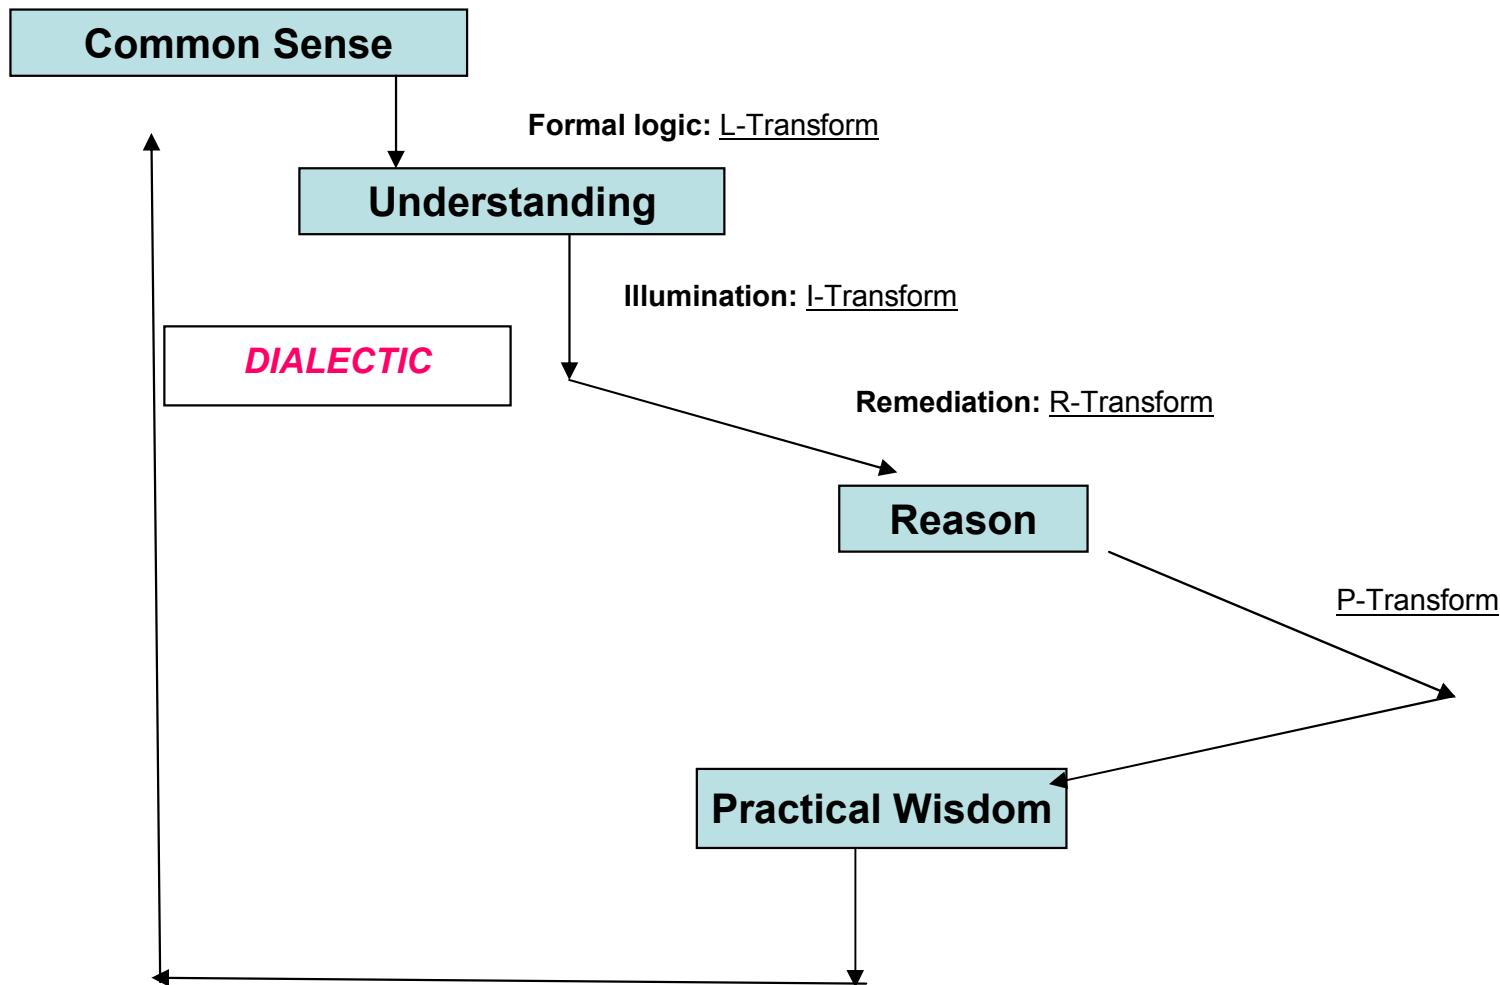 Common Sense
Formal logic: L-Transform
Understanding
Illumination: I-Transform
DIALECTIC
Remediation: R-Transform
Reason
P-Transform
Practical Wisdom